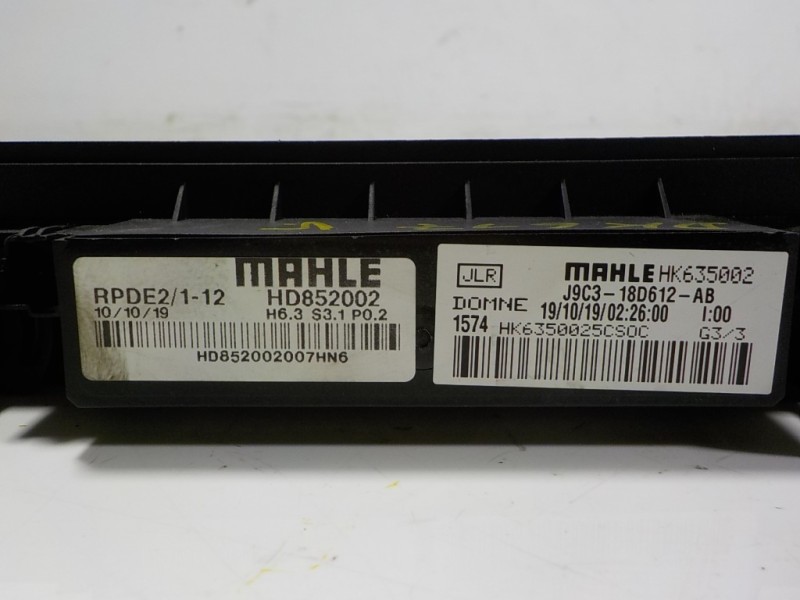 MAHLE
RPDE2/1-12 HD852002
10/10/19 H6.3 S3.1 P0.2
HD852002007HN6
JLR MAHLE HK635002
J9C3-18D612-AB
DOMNE 19/10/19/02:26:00 I:00
1574 HK6350025CSOC G3/3